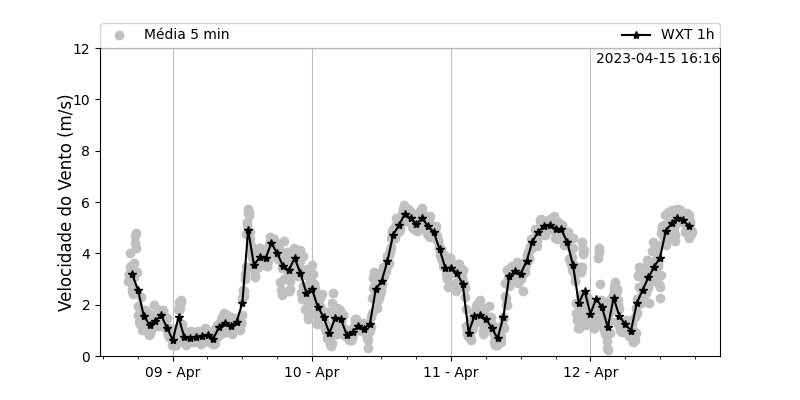 Média 5 min
WXT 1h
2023-04-15 16:16
Velocidade do Vento (m/s)
12
10
8
6
4
2
0
09 - Apr
10 - Apr
11 - Apr
12 - Apr